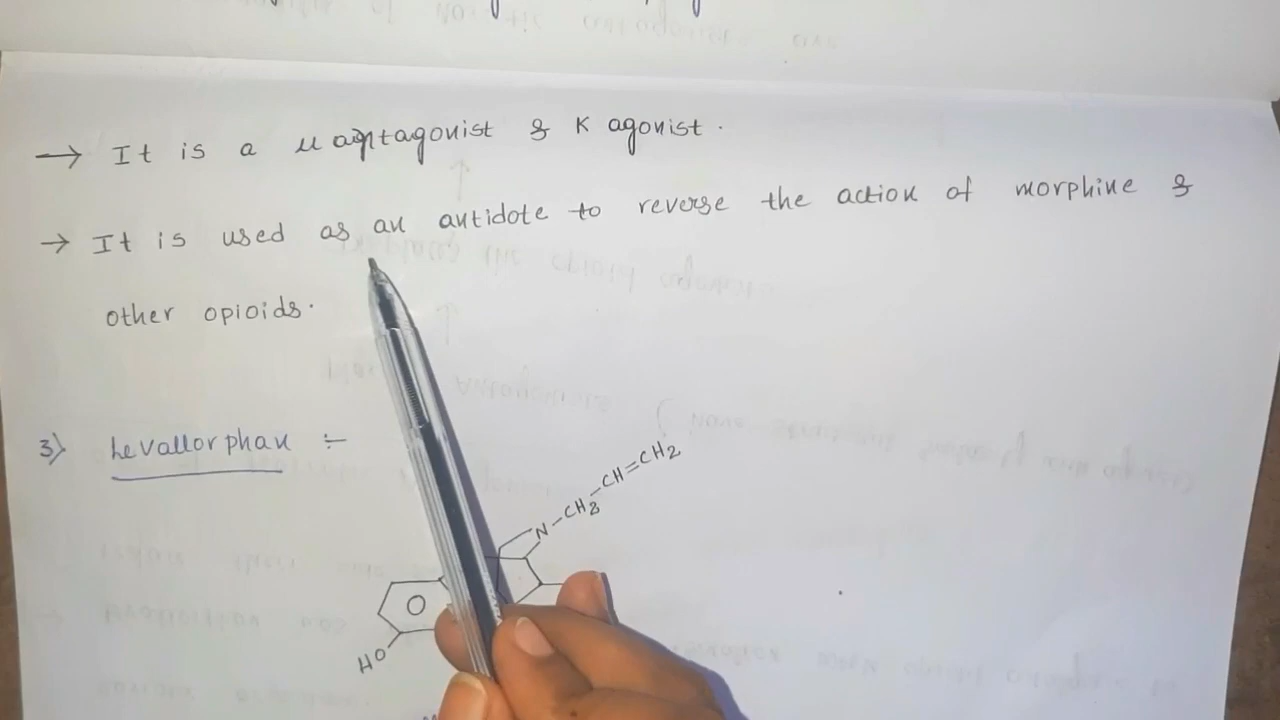 → It is a μ antagonist & K agonist.
→ It is used as an antidote to reverse the action of morphine &
other opioids.
3) Levallorphan :-
N-CH2-CH=CH2
HO